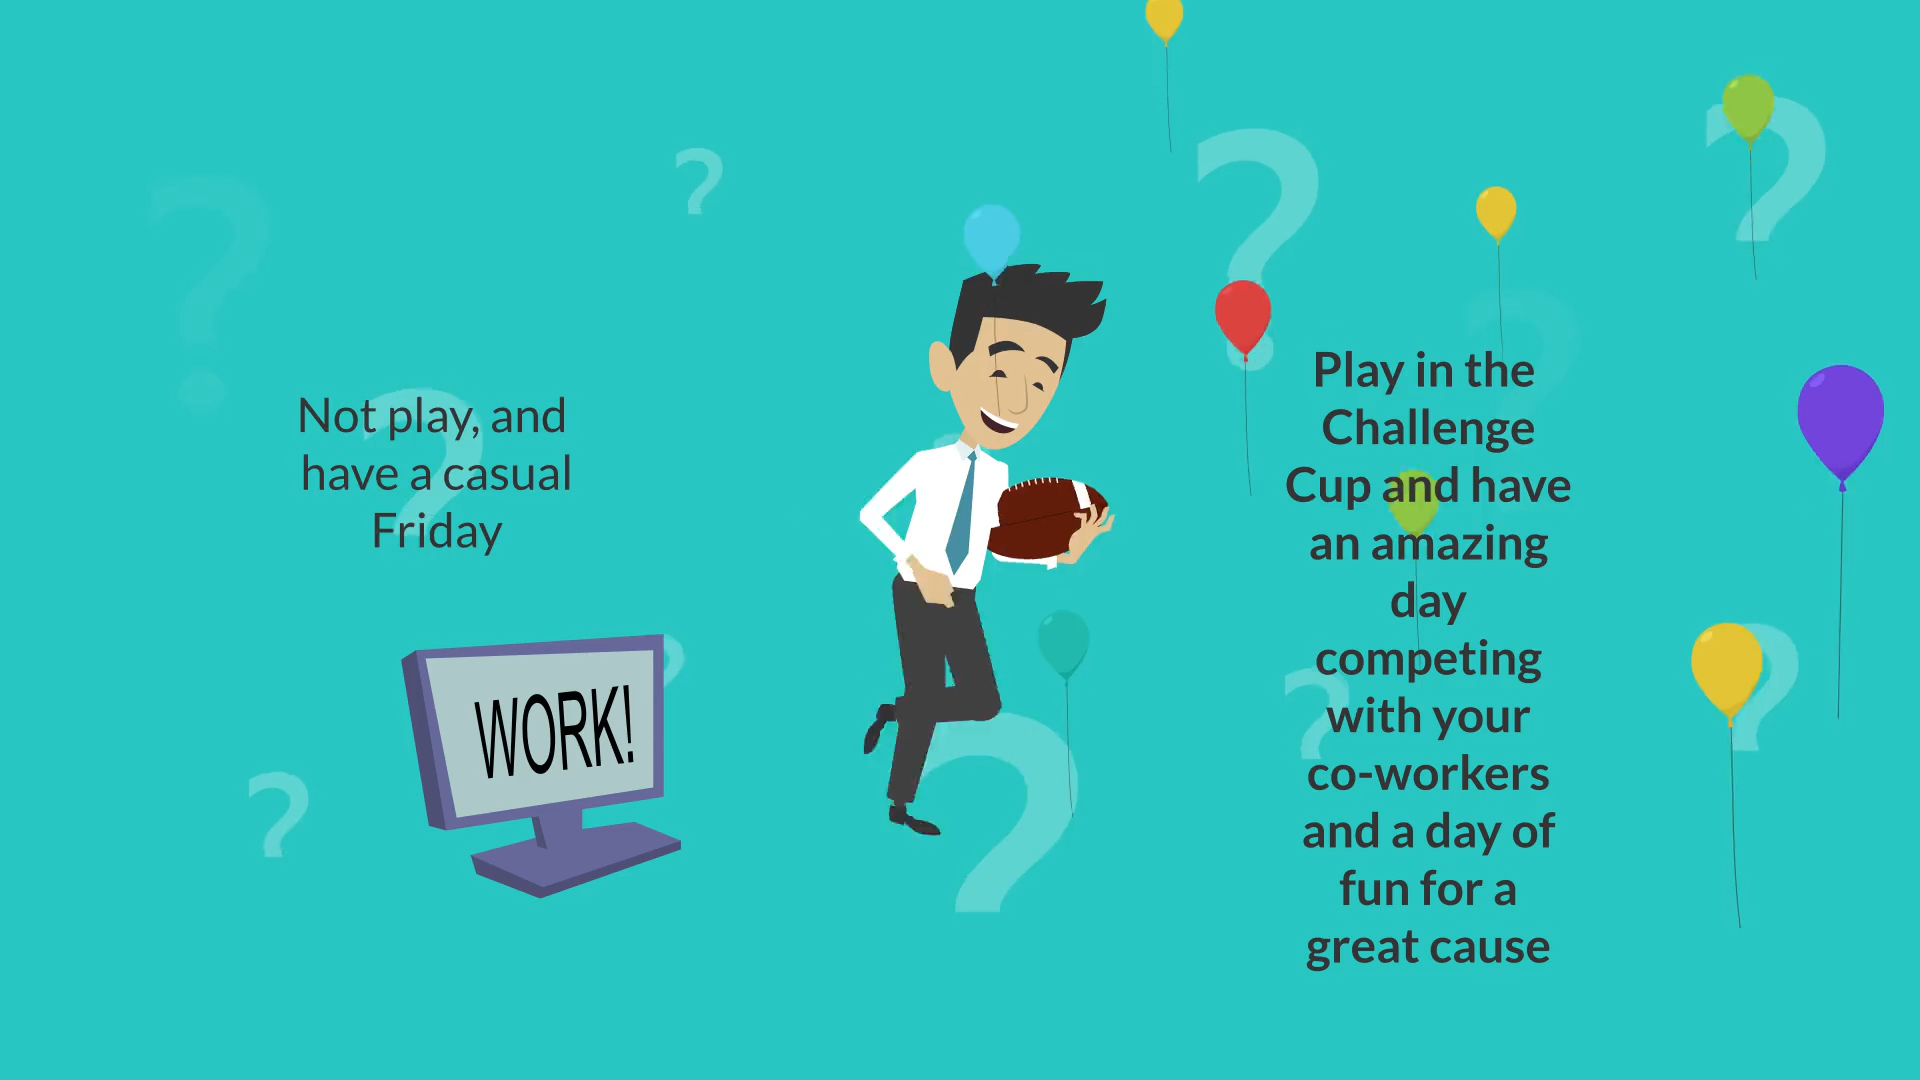 Not play, and
have a casual
Friday
WORK!
Play in the
Challenge
Cup and have
an amazing
day
competing
with your
co-workers
and a day of
fun for a
great cause